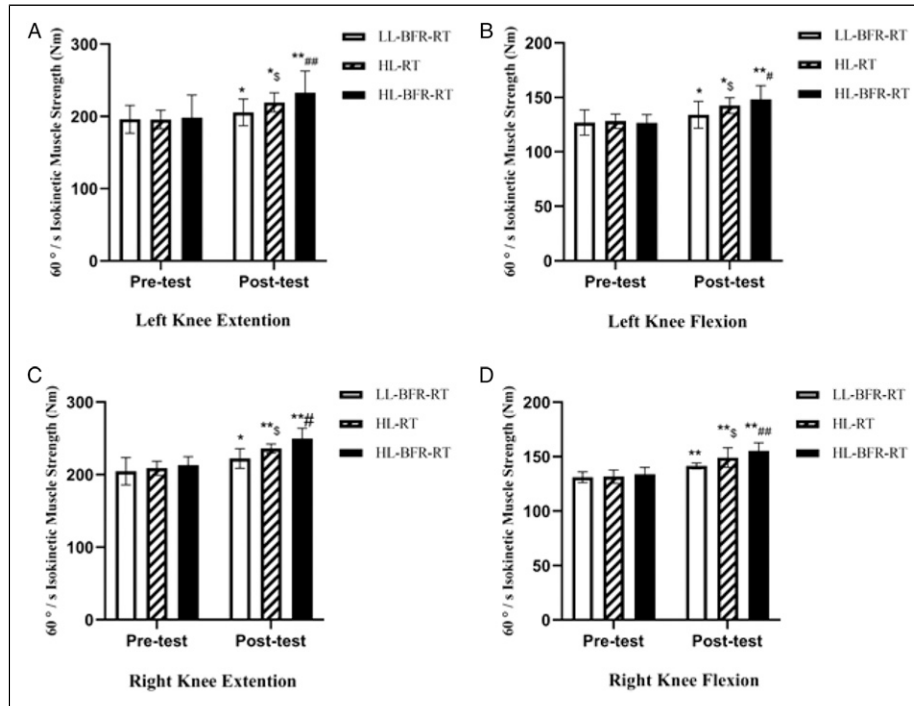 A
60 ° / s Isokinetic Muscle Strength (Nm)
300
200
100
0
*
*$
**##
Pre-test
Post-test
Left Knee Extention
LL-BFR-RT
HL-RT
HL-BFR-RT
B
60 ° / s Isokinetic Muscle Strength (Nm)
200
150
100
50
0
*
*$
**#
Pre-test
Post-test
Left Knee Flexion
LL-BFR-RT
HL-RT
HL-BFR-RT
C
60 ° / s Isokinetic Muscle Strength (Nm)
300
200
100
0
*
**$
**#
Pre-test
Post-test
Right Knee Extention
LL-BFR-RT
HL-RT
HL-BFR-RT
D
60 ° / s Isokinetic Muscle Strength (Nm)
200
150
100
50
0
**
**$
**##
Pre-test
Post-test
Right Knee Flexion
LL-BFR-RT
HL-RT
HL-BFR-RT